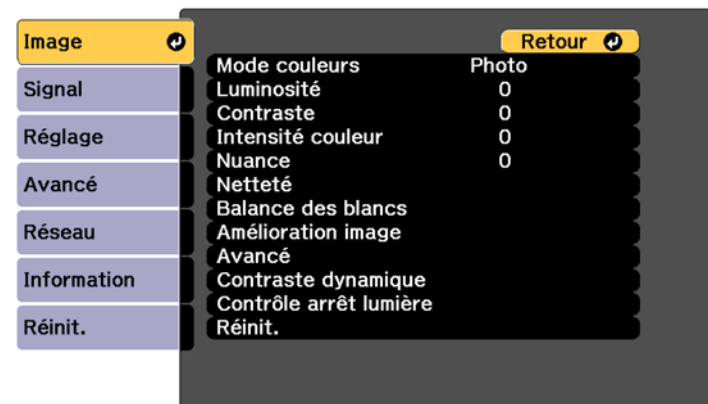 Image
Signal
Réglage
Avancé
Réseau
Information
Réinit.
Retour
Mode couleurs Photo
Luminosité 0
Contraste 0
Intensité couleur 0
Nuance 0
Netteté
Balance des blancs
Amélioration image
Avancé
Contraste dynamique
Contrôle arrêt lumière
Réinit.